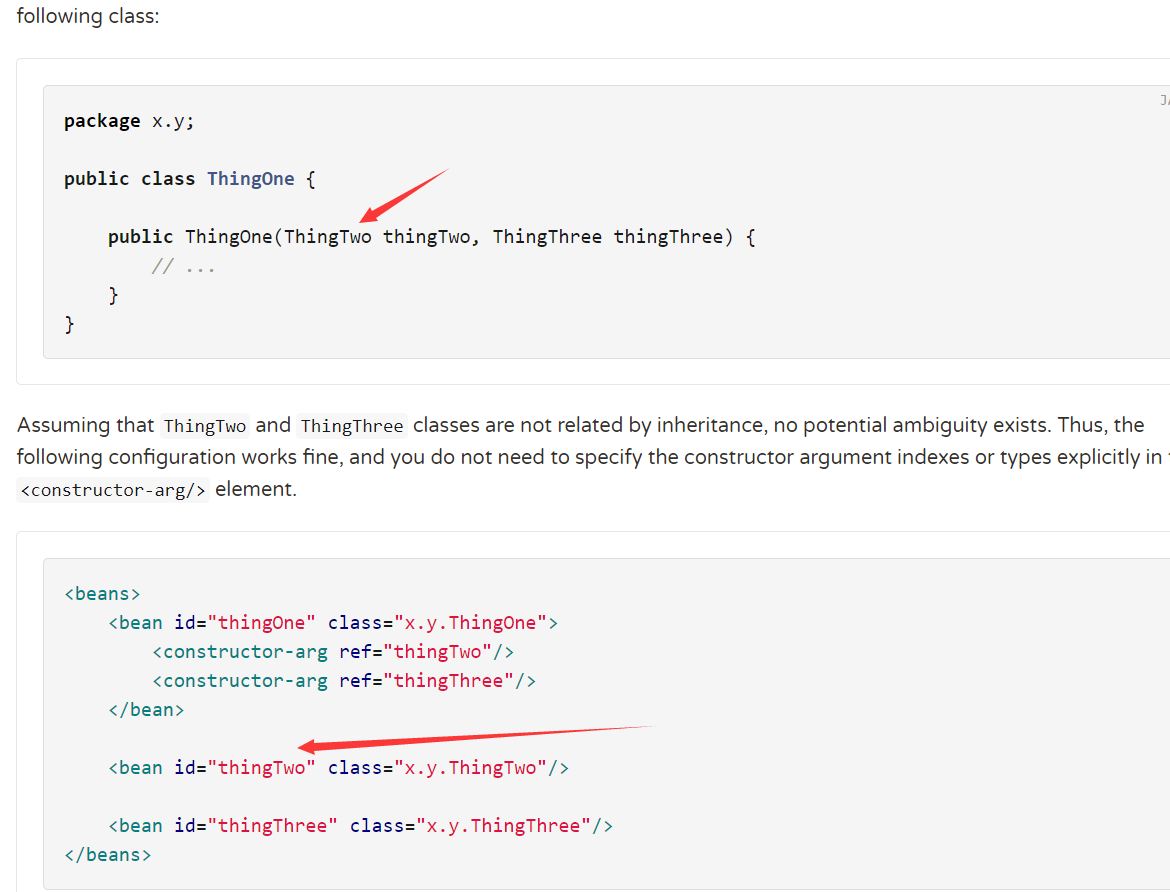 following class:
JA
package x.y;
public class ThingOne {
public ThingOne(ThingTwo thingTwo, ThingThree thingThree) {
// ...
}
}
Assuming that ThingTwo and ThingThree classes are not related by inheritance, no potential ambiguity exists. Thus, the
following configuration works fine, and you do not need to specify the constructor argument indexes or types explicitly in
<constructor-arg/> element.
<beans>
<bean id="thingOne" class="x.y.ThingOne">
<constructor-arg ref="thingTwo"/>
<constructor-arg ref="thingThree"/>
</bean>
<bean id="thingTwo" class="x.y.ThingTwo"/>
<bean id="thingThree" class="x.y.ThingThree"/>
</beans>